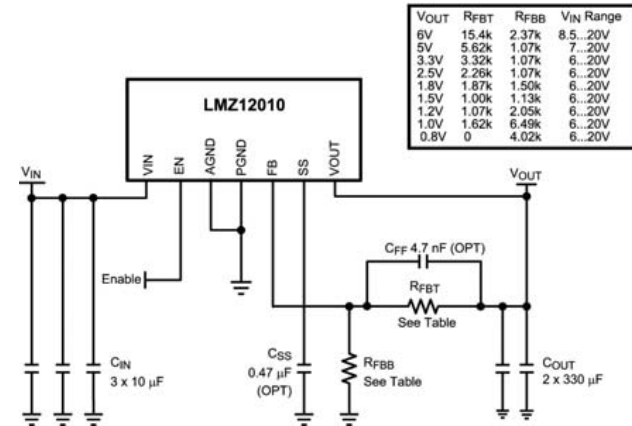 VOUT RFBT RFBB VIN Range
6V 15.4k 2.37k 8.5...20V
5V 5.62k 1.07k 7...20V
3.3V 3.32k 1.07k 6...20V
2.5V 2.26k 1.07k 6...20V
1.8V 1.87k 1.50k 6...20V
1.5V 1.00k 1.13k 6...20V
1.2V 1.07k 2.05k 6...20V
1.0V 1.62k 6.49k 6...20V
0.8V 0 4.02k 6...20V
LMZ12010
VIN
EN
AGND
PGND
FB
SS
VOUT
VIN
VOUT
Enable
CFF 4.7 nF (OPT)
RFBT
See Table
CIN
3 x 10 μF
CSS
0.47 μF
(OPT)
RFBB
See Table
COUT
2 x 330 μF